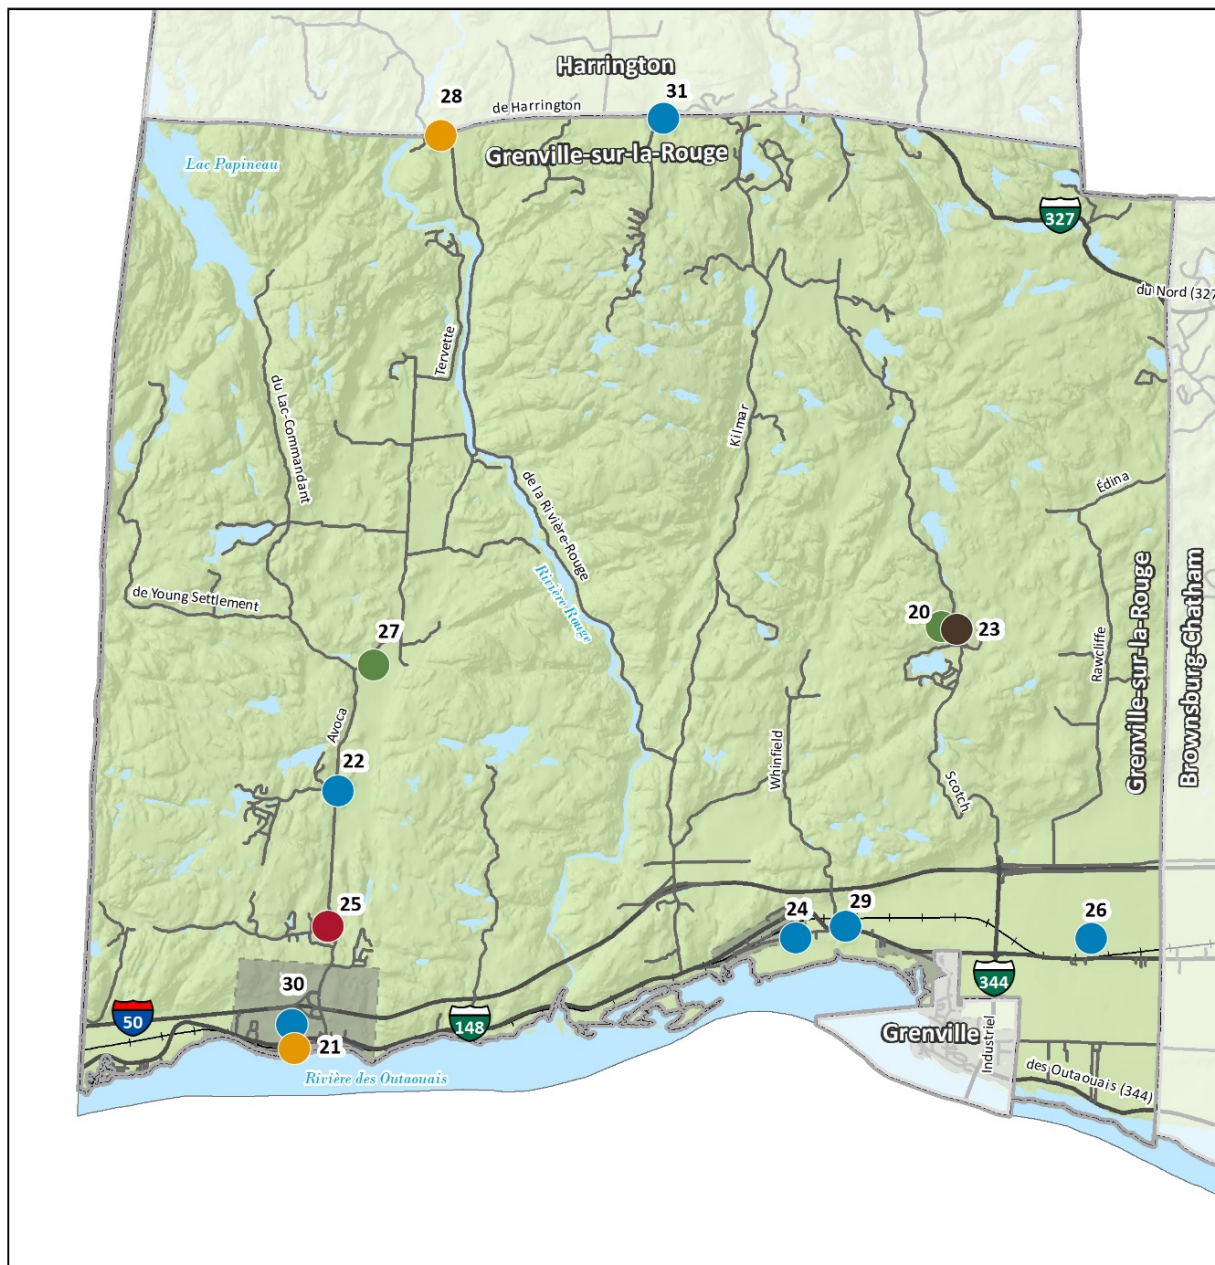 Harrington
28
31
de Harrington
Grenville-sur-la-Rouge
Lac Papineau
327
du Nord (327
Tervette
du Lac-Commandant
Kilmar
de la Rivière-Rouge
Édina
Rivière Rouge
de Young Settlement
20
23
27
Rawcliffe
Grenville-sur-la-Rouge
Brownsburg-Chatham
Avoca
22
Whinfield
Scotch
25
24
29
26
30
50
148
344
21
Grenville
Industriel
Rivière des Outaouais
des Outaouais (344)